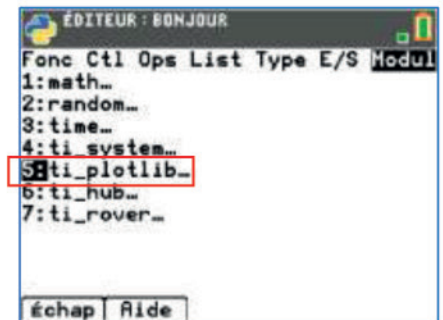 ÉDITEUR : BONJOUR
Fonc Ctl Ops List Type E/S Modul
1:math…
2:random…
3:time…
4:ti_system…
5:ti_plotlib…
6:ti_hub…
7:ti_rover…
Échap Aide